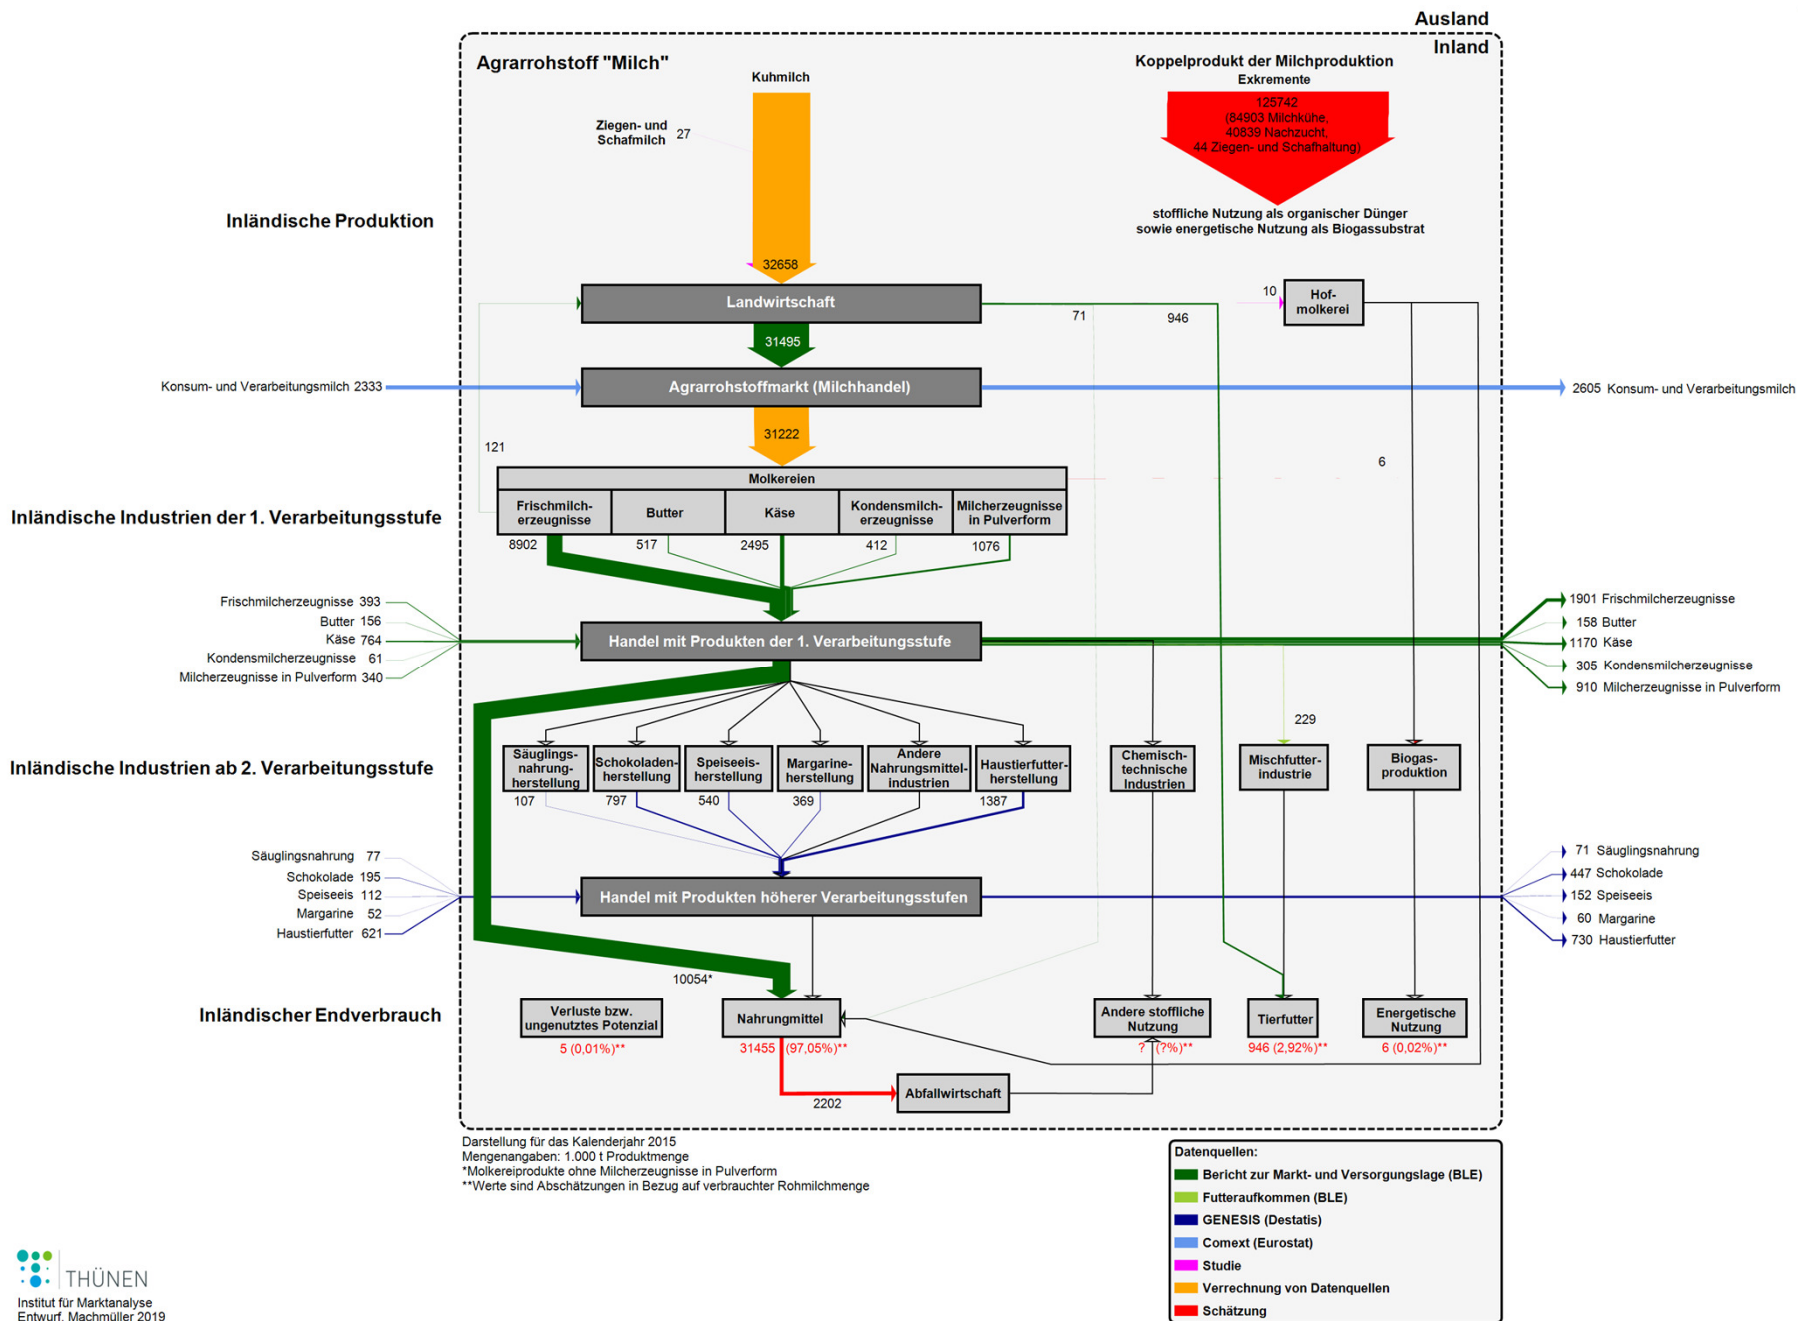 Ausland
Inland
Agrarrohstoff "Milch"
Kuhmilch
Ziegen- und
Schafmilch
27
Koppelprodukt der Milchproduktion
Exkremente
125742
(84903 Milchkühe,
40839 Nachzucht,
44 Ziegen- und Schafhaltung)
stoffliche Nutzung als organischer Dünger
sowie energetische Nutzung als Biogassubstrat
Inländische Produktion
32658
Landwirtschaft
71
946
10
Hof-
molkerei
31495
Konsum- und Verarbeitungsmilch 2333
Agrarrohstoffmarkt (Milchhandel)
2605 Konsum- und Verarbeitungsmilch
31222
121
6
Inländische Industrien der 1. Verarbeitungsstufe
Molkereien
Frischmilch-
erzeugnisse
Butter
Käse
Kondensmilch-
erzeugnisse
Milcherzeugnisse
in Pulverform
8902
517
2495
412
1076
Frischmilcherzeugnisse 393
Butter 156
Käse 764
Kondensmilcherzeugnisse 61
Milcherzeugnisse in Pulverform 340
Handel mit Produkten der 1. Verarbeitungsstufe
1901 Frischmilcherzeugnisse
158 Butter
1170 Käse
305 Kondensmilcherzeugnisse
910 Milcherzeugnisse in Pulverform
229
Inländische Industrien ab 2. Verarbeitungsstufe
Säuglings-
nahrung-
herstellung
Schokoladen-
herstellung
Speiseeis-
herstellung
Margarine-
herstellung
Andere
Nahrungsmittel-
industrien
Haustierfutter-
herstellung
Chemisch-
technische
Industrien
Mischfutter-
industrie
Biogas-
produktion
107
797
540
369
1387
Säuglingsnahrung 77
Schokolade 195
Speiseeis 112
Margarine 52
Haustierfutter 621
Handel mit Produkten höherer Verarbeitungsstufen
71 Säuglingsnahrung
447 Schokolade
152 Speiseeis
60 Margarine
730 Haustierfutter
10054*
Inländischer Endverbrauch
Verluste bzw.
ungenutztes Potenzial
Nahrungmittel
Andere stoffliche
Nutzung
Tierfutter
Energetische
Nutzung
5 (0,01%)**
31455 (97,05%)**
? (?%)**
946 (2,92%)**
6 (0,02%)**
2202
Abfallwirtschaft
Darstellung für das Kalenderjahr 2015
Mengenangaben: 1.000 t Produktmenge
*Molkereiprodukte ohne Milcherzeugnisse in Pulverform
**Werte sind Abschätzungen in Bezug auf verbrauchter Rohmilchmenge
Datenquellen:
Bericht zur Markt- und Versorgungslage (BLE)
Futteraufkommen (BLE)
GENESIS (Destatis)
Comext (Eurostat)
Studie
Verrechnung von Datenquellen
Schätzung
THÜNEN
Institut für Marktanalyse
Entwurf. Machmüller 2019